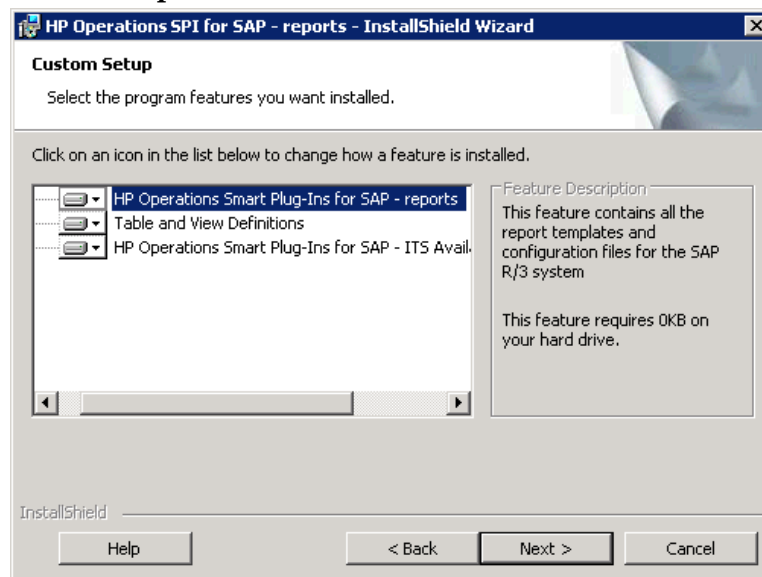 HP Operations SPI for SAP - reports - InstallShield Wizard
Custom Setup
Select the program features you want installed.
Click on an icon in the list below to change how a feature is installed.
HP Operations Smart Plug-Ins for SAP - reports
Table and View Definitions
HP Operations Smart Plug-Ins for SAP - ITS Avail
Feature Description
This feature contains all the
report templates and
configuration files for the SAP
R/3 system
This feature requires 0KB on
your hard drive.
InstallShield
Help
< Back
Next >
Cancel